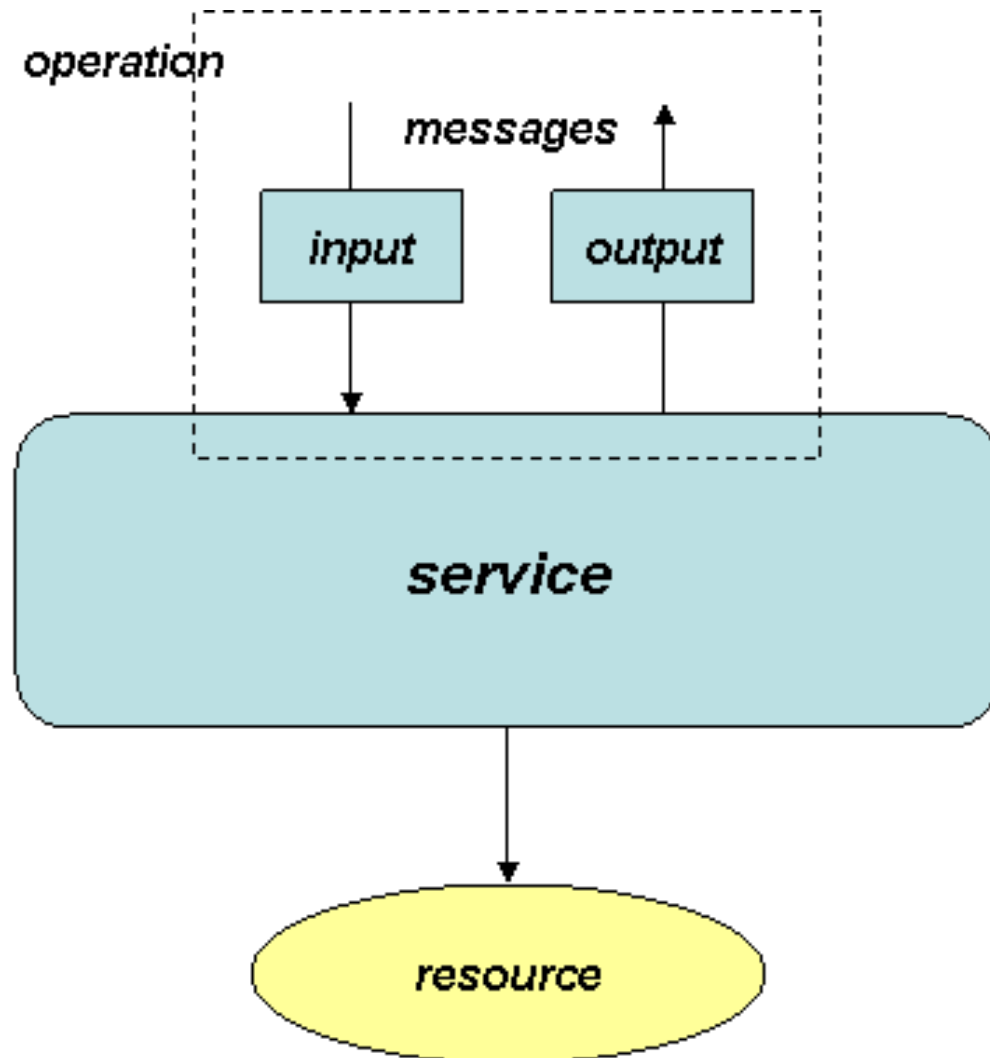 operation
messages
input
output
service
resource